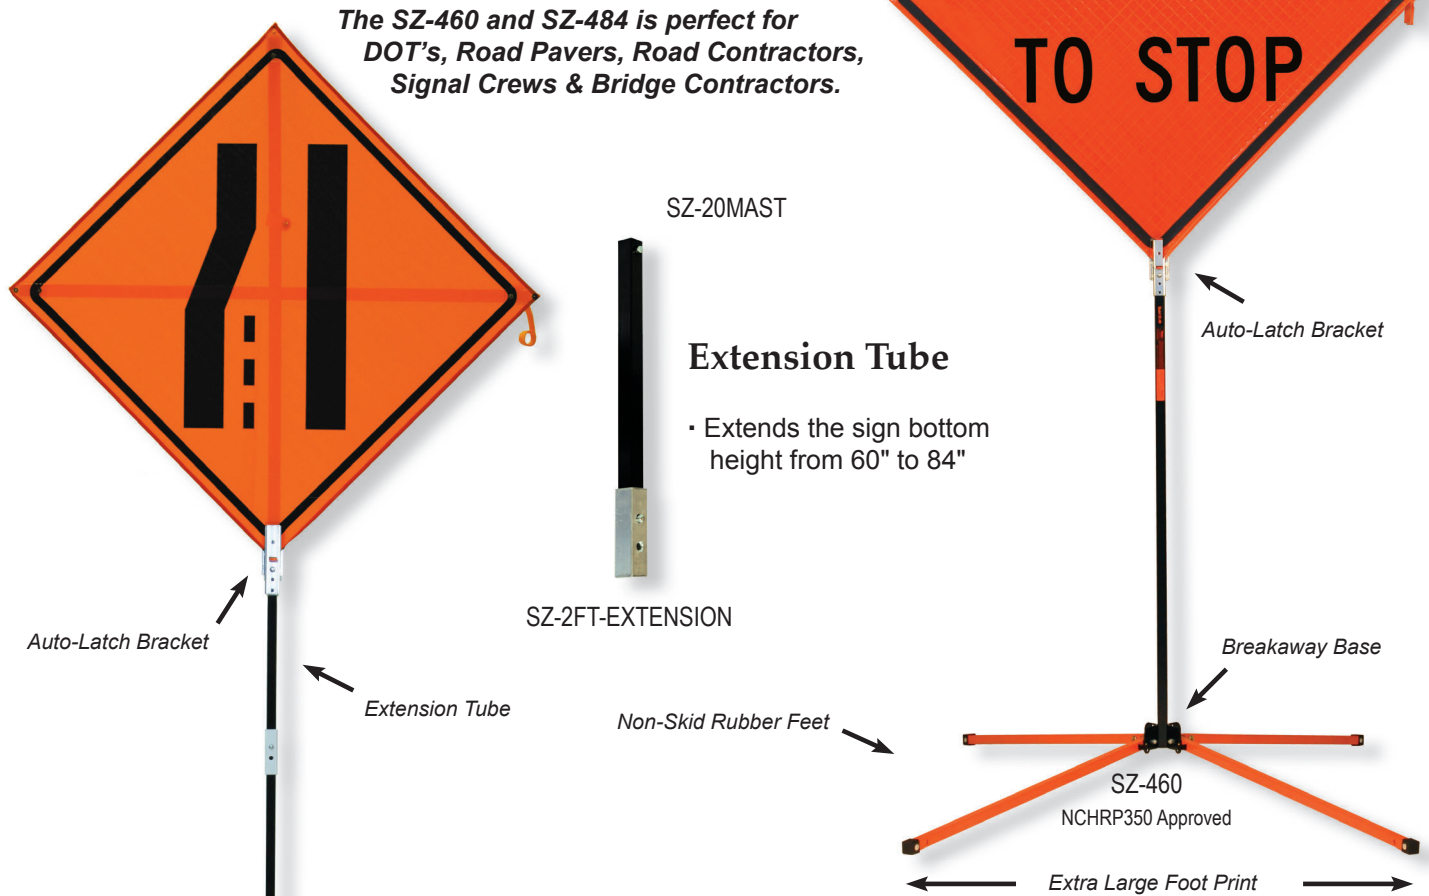 The SZ-460 and SZ-484 is perfect for
DOT's, Road Pavers, Road Contractors,
Signal Crews & Bridge Contractors.
TO STOP
SZ-20MAST
Extension Tube
· Extends the sign bottom
height from 60" to 84"
SZ-2FT-EXTENSION
Auto-Latch Bracket
Extension Tube
Auto-Latch Bracket
Breakaway Base
Non-Skid Rubber Feet
SZ-460
NCHRP350 Approved
Extra Large Foot Print